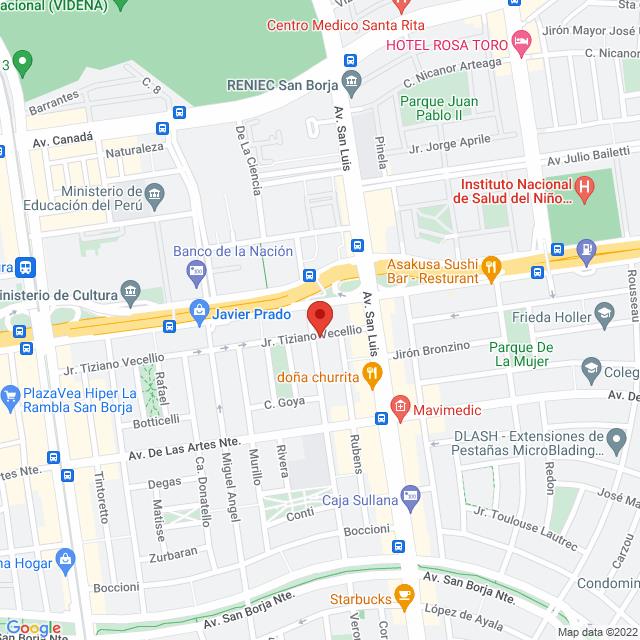 acional (VIDENA)
Centro Medico Santa Rita
HOTEL ROSA TORO
Jirón Mayor José
C. Nicanor Arteaga
C. Nicanor
3
RENIEC San Borja
Barrantes
C. 8
Parque Juan
Pablo II
Av. San Luis
Av. Canadá
Naturaleza
De La Ciencia
Pinela
Jr. Jorge Aprile
Av Julio Bailetti
Ministerio de
Educación del Perú
Instituto Nacional
de Salud del Niño...
Banco de la Nación
ura
Asakusa Sushi
Bar - Resturant
Rousseau
Ministerio de Cultura
Javier Prado
Av. San Luis
Frieda Holler
Jr. Tiziano Vecellio
Jr. Tiziano Vecellio
Jirón Bronzino
Parque De
La Mujer
Coleg
Rafael
doña churrita
PlazaVea Hiper La
Rambla San Borja
C. Goya
Mavimedic
Av. De
Botticelli
Av. De Las Artes Nte.
Artes Nte.
DLASH - Extensiones de
Pestañas MicroBlading...
Rubens
Rivera
Murillo
Miguel Angel
Ca. Donatello
Degas
Matisse
Tintoretto
Redon
Caja Sullana
José Ma
Conti
Jr. Toulouse Lautrec
Boccioni
Carzou
Zurbaran
na Hogar
Boccioni
Av. San Borja Nte.
Condomin
Av. San Borja Nte.
Starbucks
López de Ayala
Vero
Google
Map data ©2022